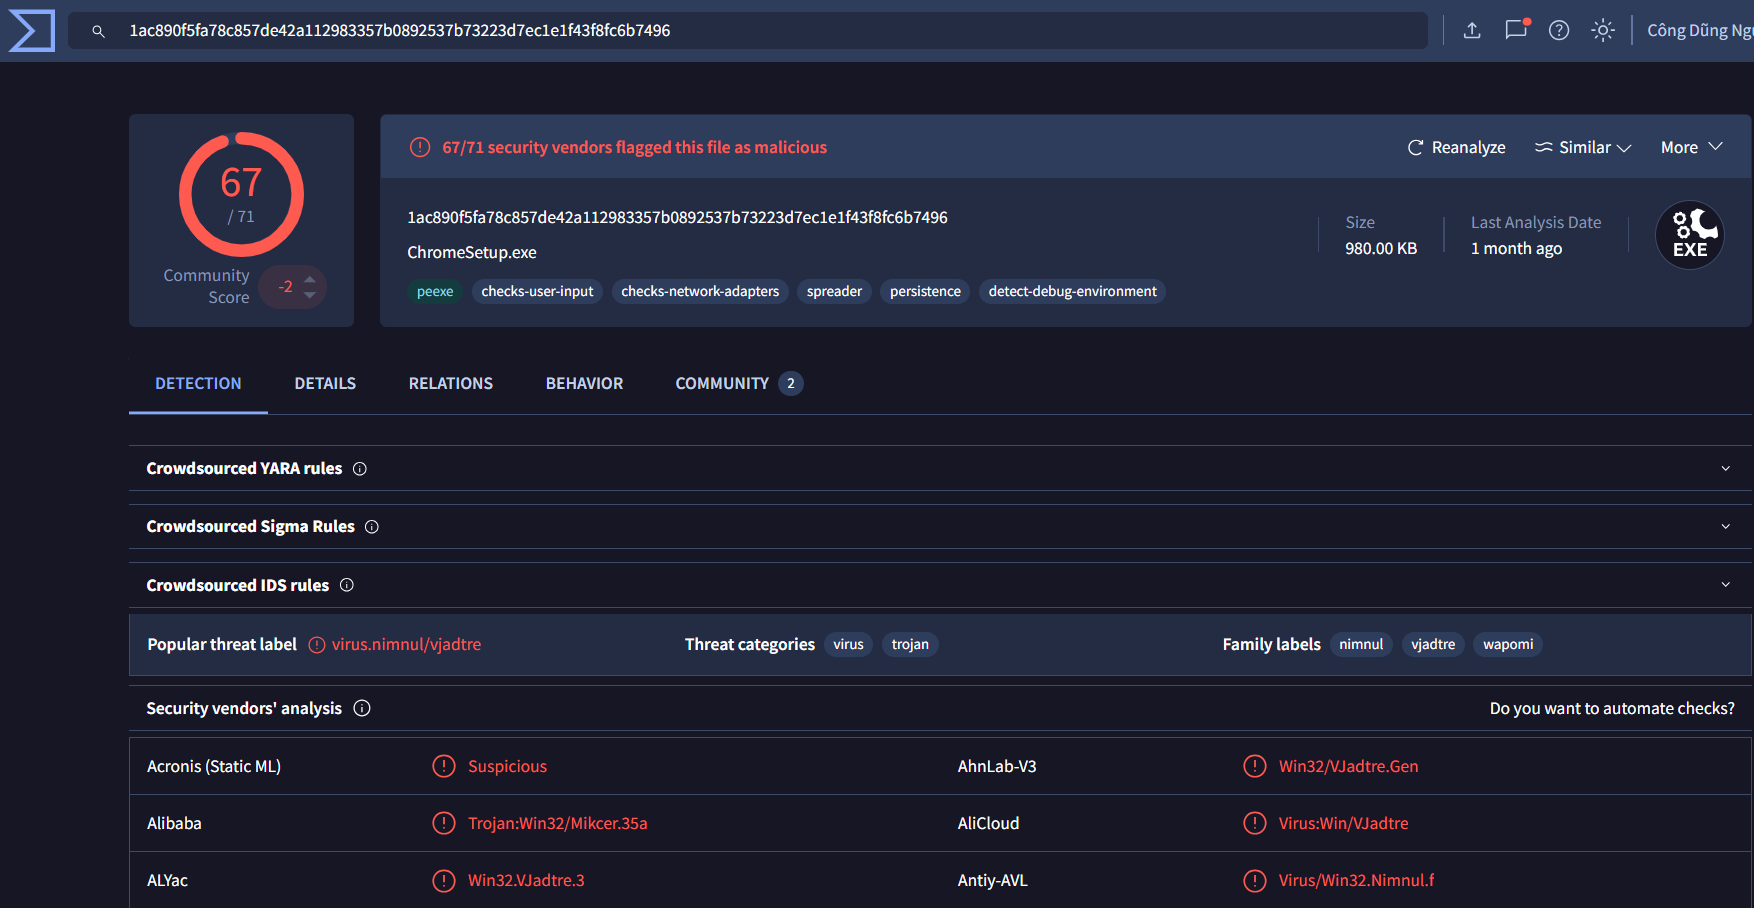 1ac890f5fa78c857de42a112983357b0892537b73223d7ec1e1f43f8fc6b7496
Công Dũng Ngu
67
/ 71
Community
Score
-2
67/71 security vendors flagged this file as malicious
Reanalyze
Similar
More
1ac890f5fa78c857de42a112983357b0892537b73223d7ec1e1f43f8fc6b7496
ChromeSetup.exe
peexe checks-user-input checks-network-adapters spreader persistence detect-debug-environment
Size
980.00 KB
Last Analysis Date
1 month ago
EXE
DETECTION DETAILS RELATIONS BEHAVIOR COMMUNITY 2
Crowdsourced YARA rules
Crowdsourced Sigma Rules
Crowdsourced IDS rules
Popular threat label virus.nimnul/vjadtre Threat categories virus trojan Family labels nimnul vjadtre wapomi
Security vendors' analysis Do you want to automate checks?
Acronis (Static ML) Suspicious AhnLab-V3 Win32/VJadtre.Gen
Alibaba Trojan:Win32/Mikcer.35a AliCloud Virus:Win/VJadtre
ALYac Win32.VJadtre.3 Antiy-AVL Virus/Win32.Nimnul.f